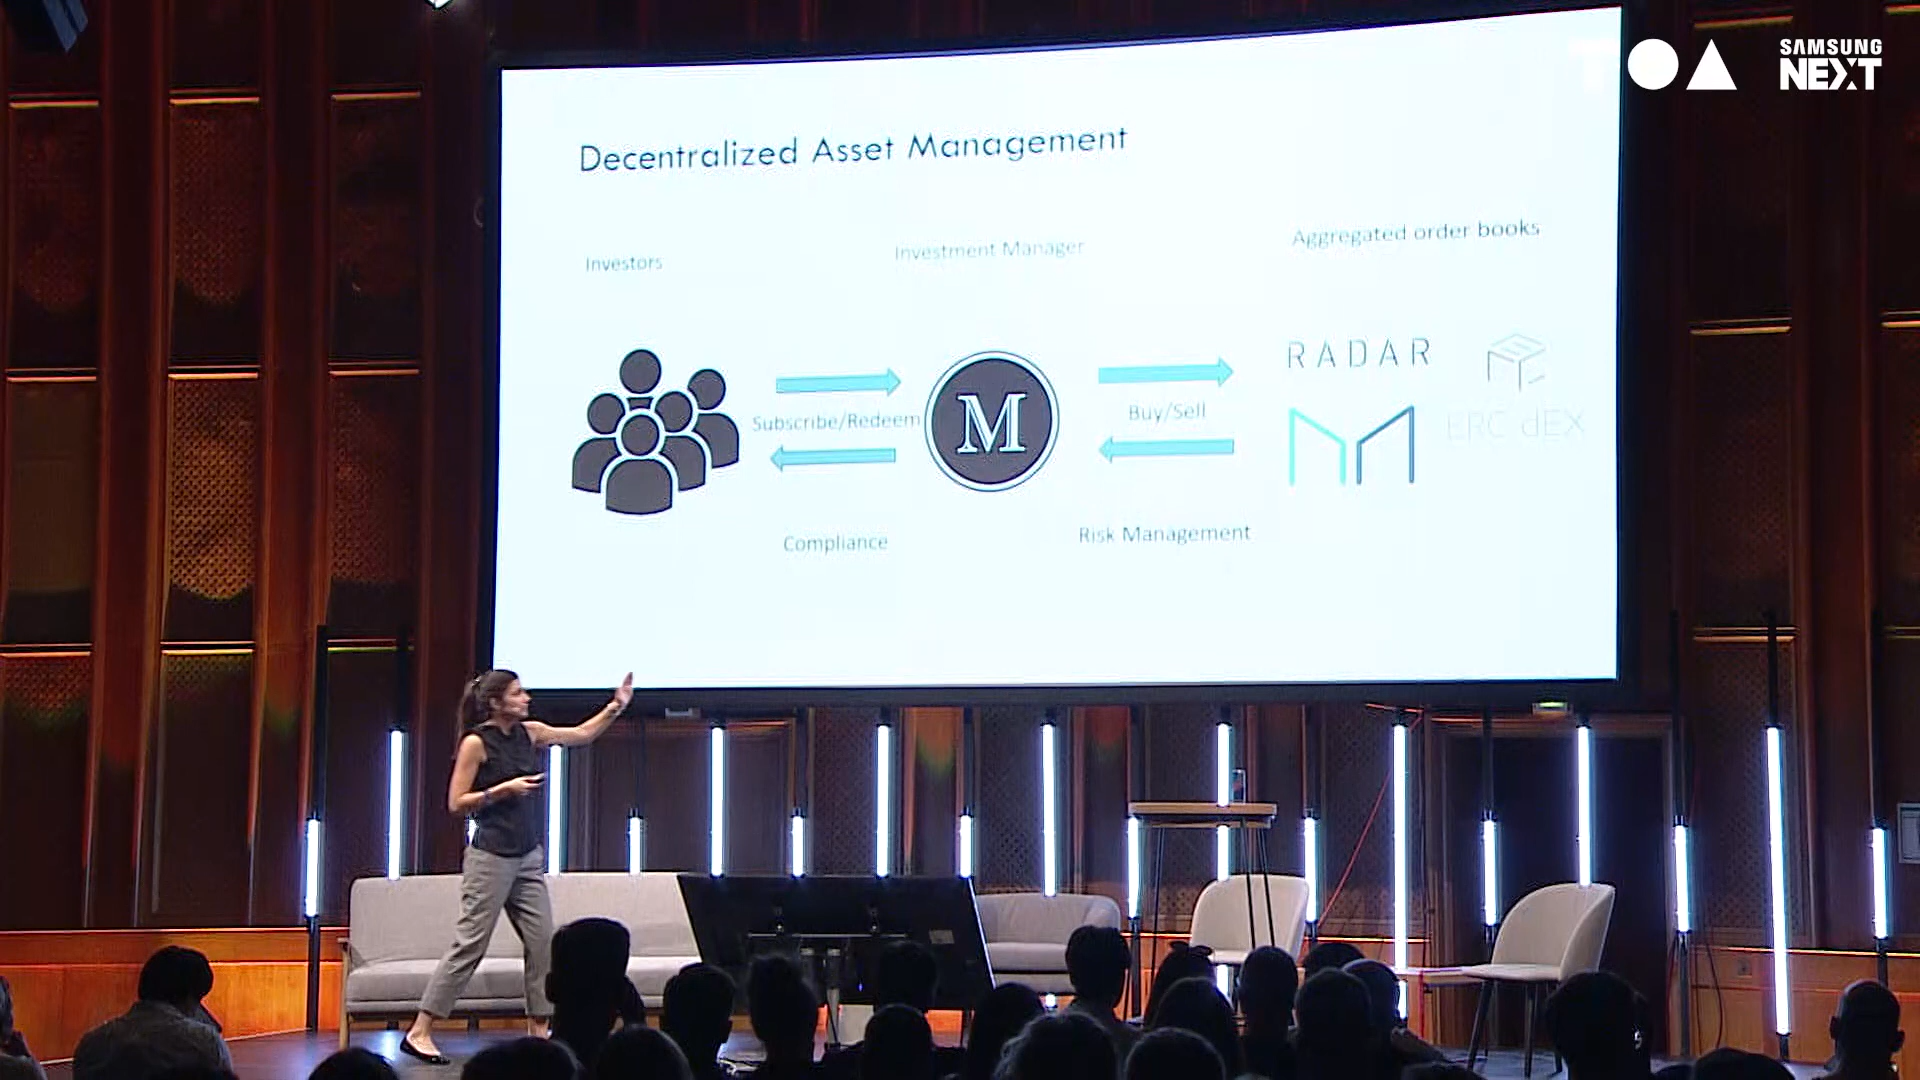 SAMSUNG
NEXT
Decentralized Asset Management
Investors
Investment Manager
Aggregated order books
RADAR
Subscribe/Redeem
M
Buy/Sell
ERC dEX
Compliance
Risk Management